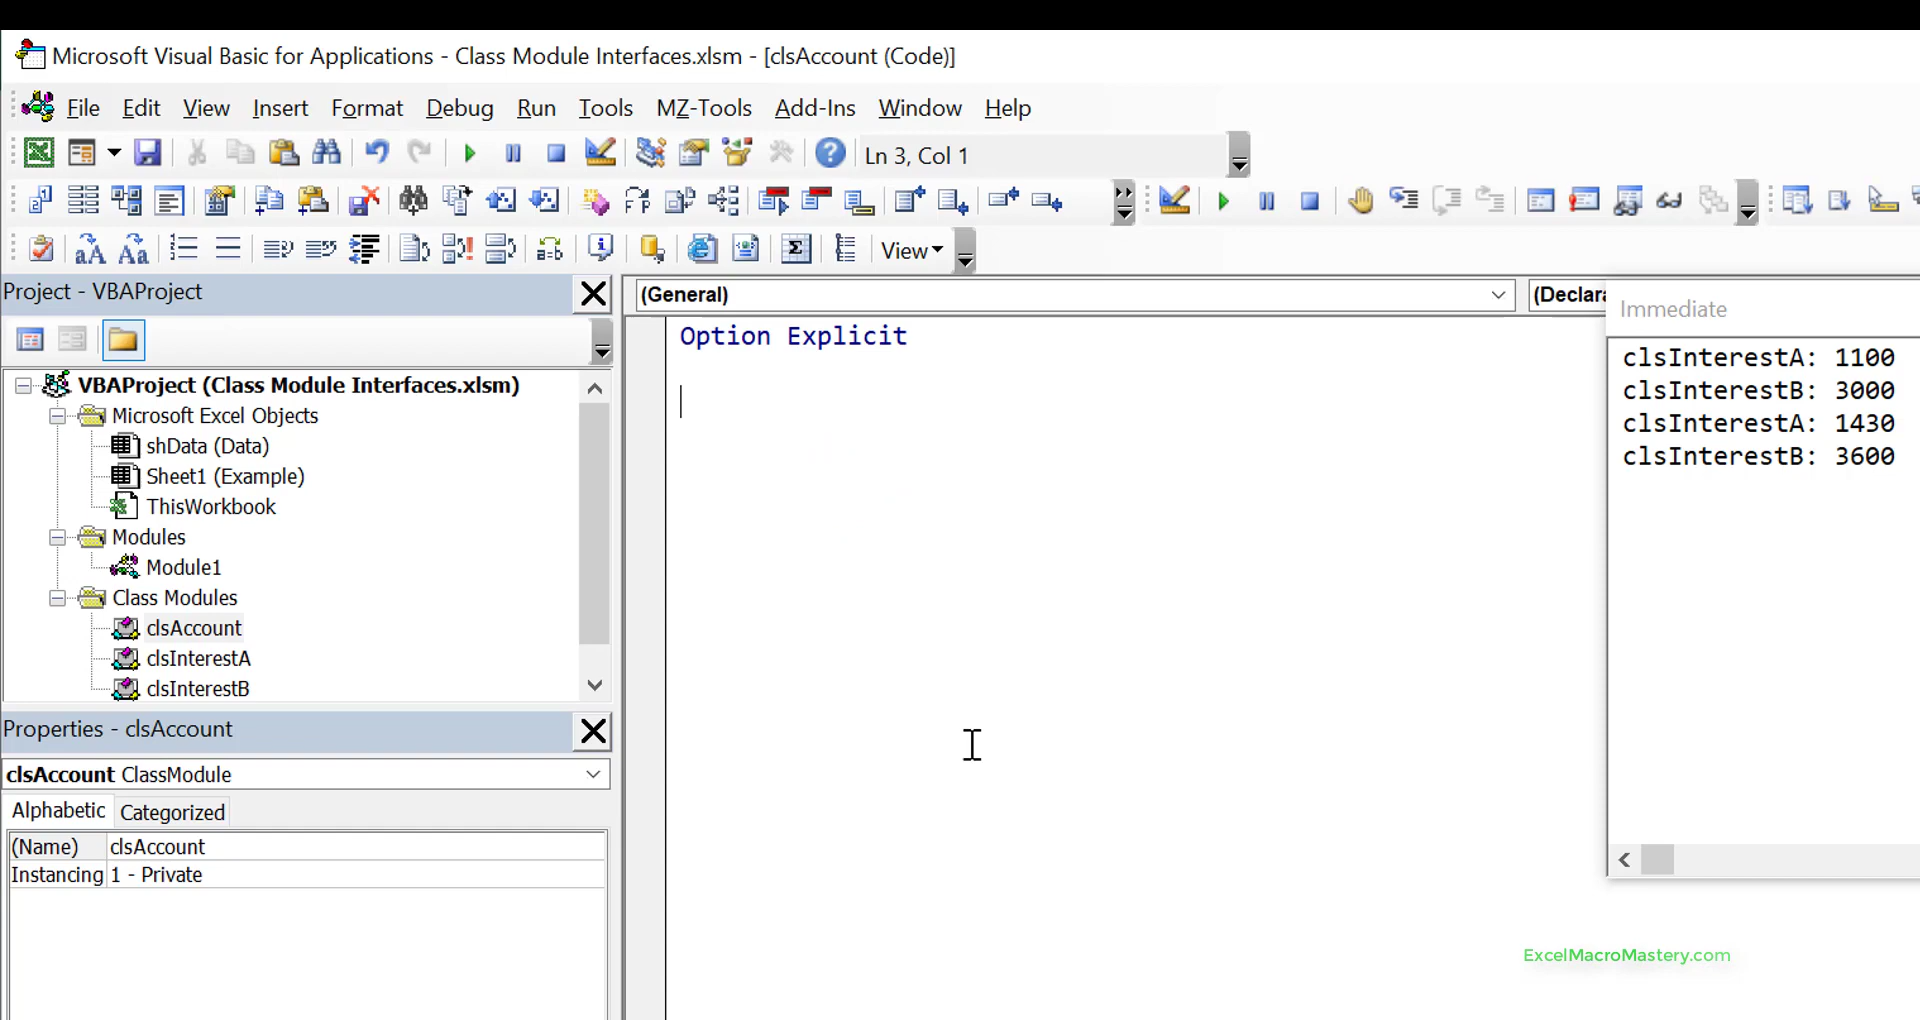 Microsoft Visual Basic for Applications - Class Module Interfaces.xlsm - [clsAccount (Code)]
File Edit View Insert Format Debug Run Tools MZ-Tools Add-Ins Window Help
Ln 3, Col 1
View
Project - VBAProject
VBAProject (Class Module Interfaces.xlsm)
Microsoft Excel Objects
shData (Data)
Sheet1 (Example)
ThisWorkbook
Modules
Module1
Class Modules
clsAccount
clsInterestA
clsInterestB
Properties - clsAccount
clsAccount ClassModule
Alphabetic Categorized
(Name) clsAccount
Instancing 1 - Private
(General)
(Declara
Option Explicit
Immediate
clsInterestA: 1100
clsInterestB: 3000
clsInterestA: 1430
clsInterestB: 3600
ExcelMacroMastery.com